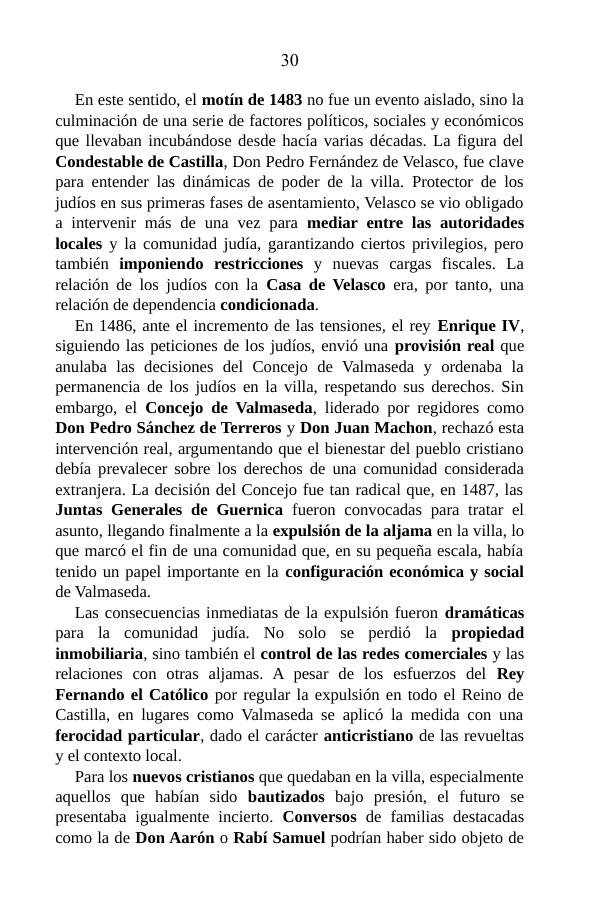 30
En este sentido, el motín de 1483 no fue un evento aislado, sino la
culminación de una serie de factores políticos, sociales y económicos
que llevaban incubándose desde hacía varias décadas. La figura del
Condestable de Castilla, Don Pedro Fernández de Velasco, fue clave
para entender las dinámicas de poder de la villa. Protector de los
judíos en sus primeras fases de asentamiento, Velasco se vio obligado
a intervenir más de una vez para mediar entre las autoridades
locales y la comunidad judía, garantizando ciertos privilegios, pero
también imponiendo restricciones y nuevas cargas fiscales. La
relación de los judíos con la Casa de Velasco era, por tanto, una
relación de dependencia condicionada.
En 1486, ante el incremento de las tensiones, el rey Enrique IV,
siguiendo las peticiones de los judíos, envió una provisión real que
anulaba las decisiones del Concejo de Valmaseda y ordenaba la
permanencia de los judíos en la villa, respetando sus derechos. Sin
embargo, el Concejo de Valmaseda, liderado por regidores como
Don Pedro Sánchez de Terreros y Don Juan Machon, rechazó esta
intervención real, argumentando que el bienestar del pueblo cristiano
debía prevalecer sobre los derechos de una comunidad considerada
extranjera. La decisión del Concejo fue tan radical que, en 1487, las
Juntas Generales de Guernica fueron convocadas para tratar el
asunto, llegando finalmente a la expulsión de la aljama en la villa, lo
que marcó el fin de una comunidad que, en su pequeña escala, había
tenido un papel importante en la configuración económica y social
de Valmaseda.
Las consecuencias inmediatas de la expulsión fueron dramáticas
para la comunidad judía. No solo se perdió la propiedad
inmobiliaria, sino también el control de las redes comerciales y las
relaciones con otras aljamas. A pesar de los esfuerzos del Rey
Fernando el Católico por regular la expulsión en todo el Reino de
Castilla, en lugares como Valmaseda se aplicó la medida con una
ferocidad particular, dado el carácter anticristiano de las revueltas
y el contexto local.
Para los nuevos cristianos que quedaban en la villa, especialmente
aquellos que habían sido bautizados bajo presión, el futuro se
presentaba igualmente incierto. Conversos de familias destacadas
como la de Don Aarón o Rabí Samuel podrían haber sido objeto de